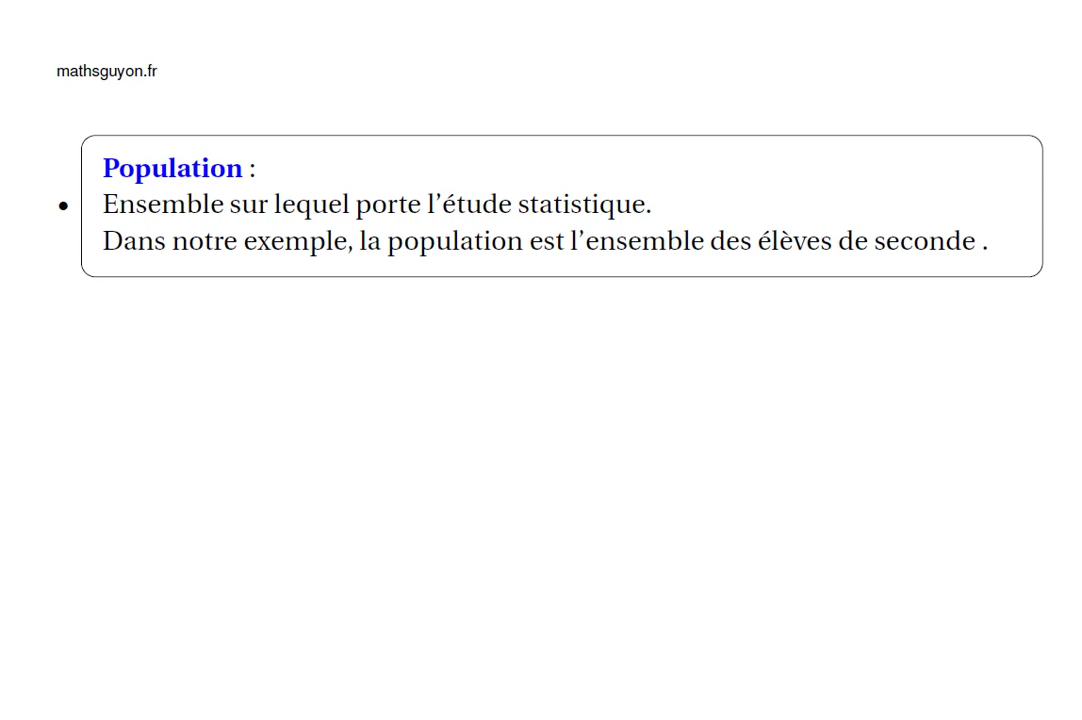 mathsguyon.fr
Population :
• Ensemble sur lequel porte l’étude statistique.
Dans notre exemple, la population est l’ensemble des élèves de seconde .